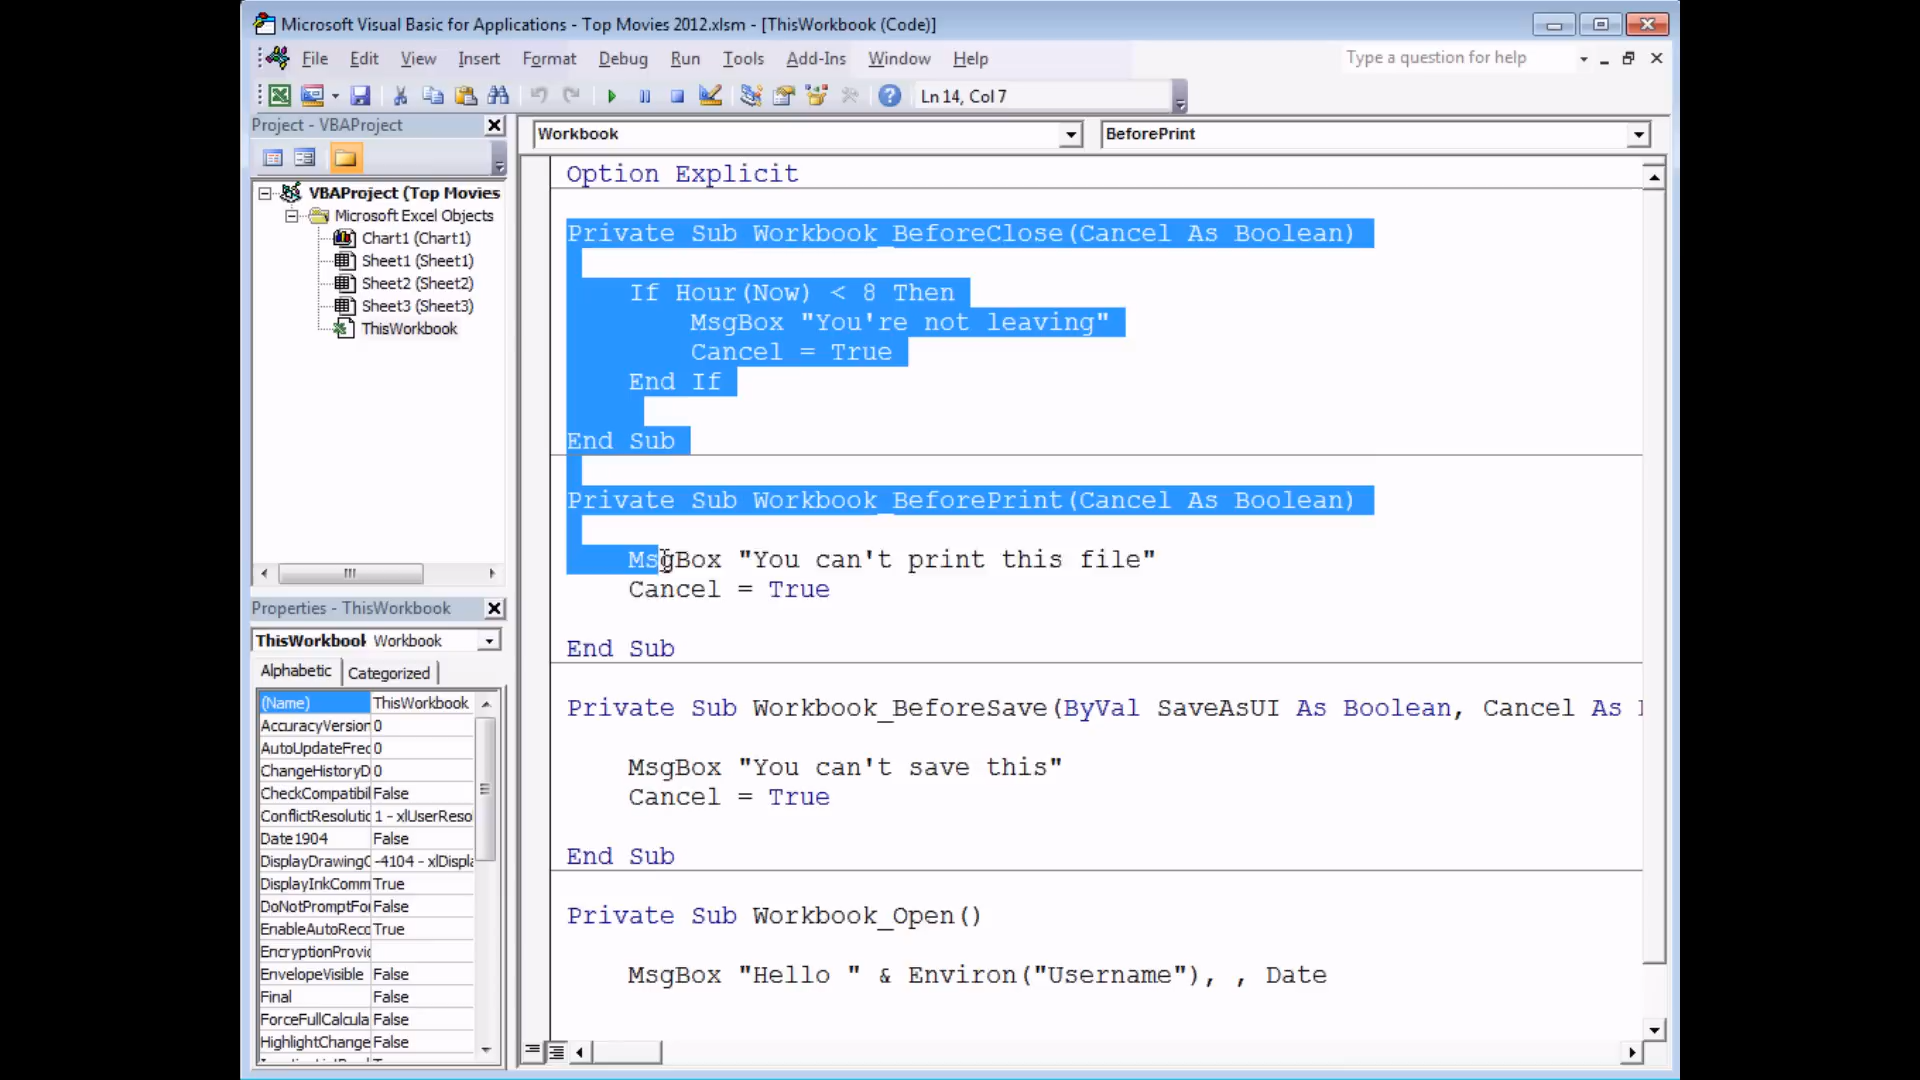 Microsoft Visual Basic for Applications - Top Movies 2012.xlsm - [ThisWorkbook (Code)]
File Edit View Insert Format Debug Run Tools Add-Ins Window Help
Type a question for help
Ln 14, Col 7
Project - VBAProject
VBAProject (Top Movies
Microsoft Excel Objects
Chart1 (Chart1)
Sheet1 (Sheet1)
Sheet2 (Sheet2)
Sheet3 (Sheet3)
ThisWorkbook
Properties - ThisWorkbook
ThisWorkbook Workbook
Alphabetic Categorized
(Name) ThisWorkbook
AccuracyVersion 0
AutoUpdateFrec 0
ChangeHistoryD 0
CheckCompatibil False
ConflictResolutic 1 - xlUserReso
Date1904 False
DisplayDrawingC -4104 - xlDispla
DisplayInkComm True
DoNotPromptFor False
EnableAutoReco True
EncryptionProvic
EnvelopeVisible False
Final False
ForceFullCalcula False
HighlightChange False
Workbook BeforePrint
Option Explicit
Private Sub Workbook_BeforeClose(Cancel As Boolean)
If Hour(Now) < 8 Then
MsgBox "You're not leaving"
Cancel = True
End If
End Sub
Private Sub Workbook_BeforePrint(Cancel As Boolean)
MsgBox "You can't print this file"
Cancel = True
End Sub
Private Sub Workbook_BeforeSave(ByVal SaveAsUI As Boolean, Cancel As
MsgBox "You can't save this"
Cancel = True
End Sub
Private Sub Workbook_Open()
MsgBox "Hello " & Environ("Username"), , Date